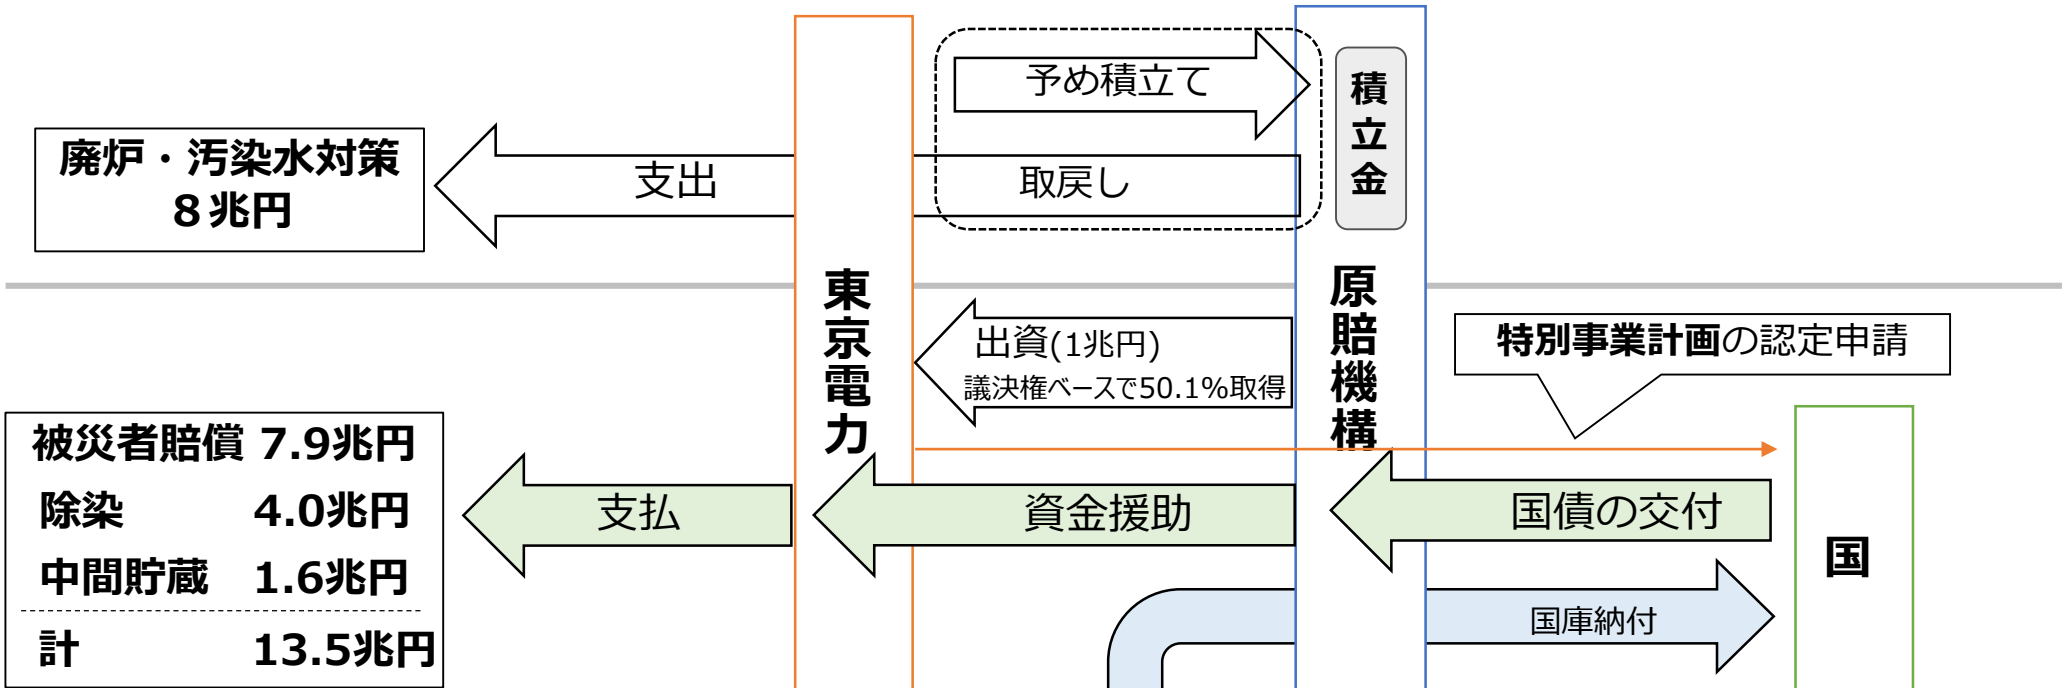 予め積立て
積立金
廃炉・汚染水対策
８兆円
支出
取戻し
東京電力
原賠機構
出資(1兆円)
議決権ベースで50.1%取得
特別事業計画の認定申請
被災者賠償 7.9兆円
除染 4.0兆円
中間貯蔵 1.6兆円
計 13.5兆円
支払
資金援助
国債の交付
国
国庫納付